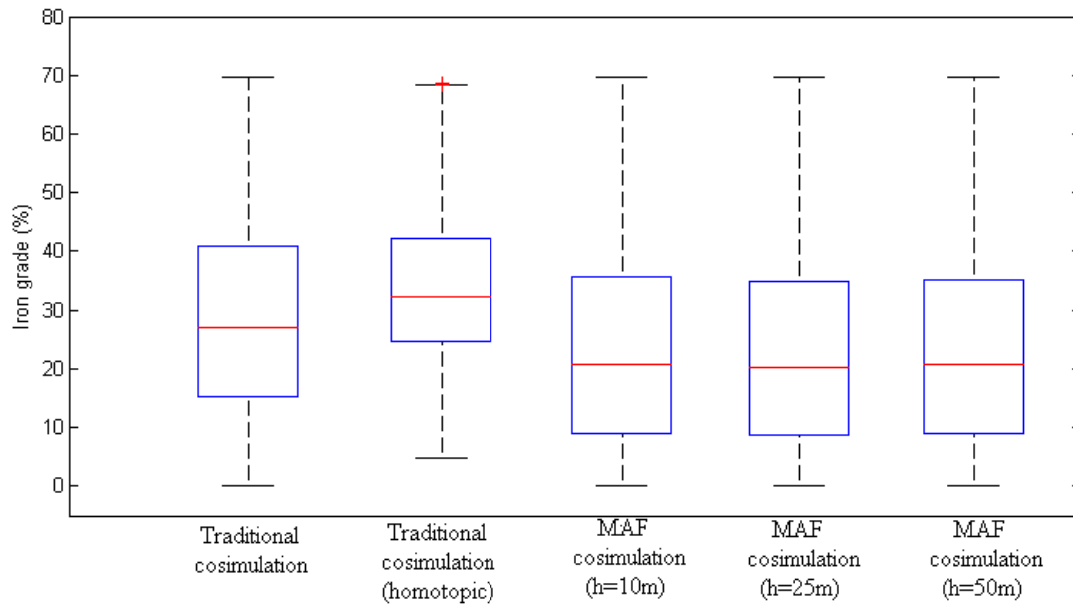 80
70
60
50
40
30
20
10
0
Iron grade (%)
Traditional
cosimulation
Traditional
cosimulation
(homotopic)
MAF
cosimulation
(h=10m)
MAF
cosimulation
(h=25m)
MAF
cosimulation
(h=50m)